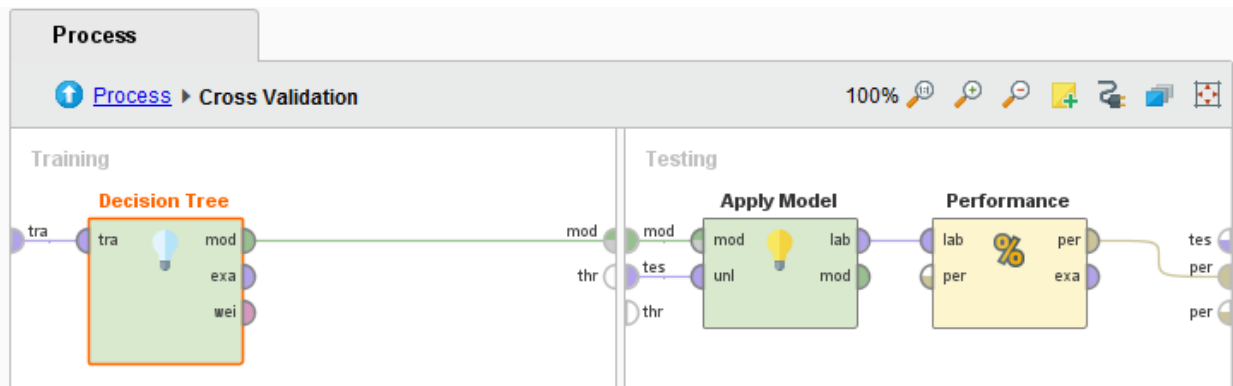 Process
Process ▸ Cross Validation
100%
Training
Testing
Decision Tree
Apply Model
Performance
tra
tra
mod
mod
mod
mod
lab
lab
per
tes
exa
thr
tes
unl
mod
per
exa
per
wei
thr
per